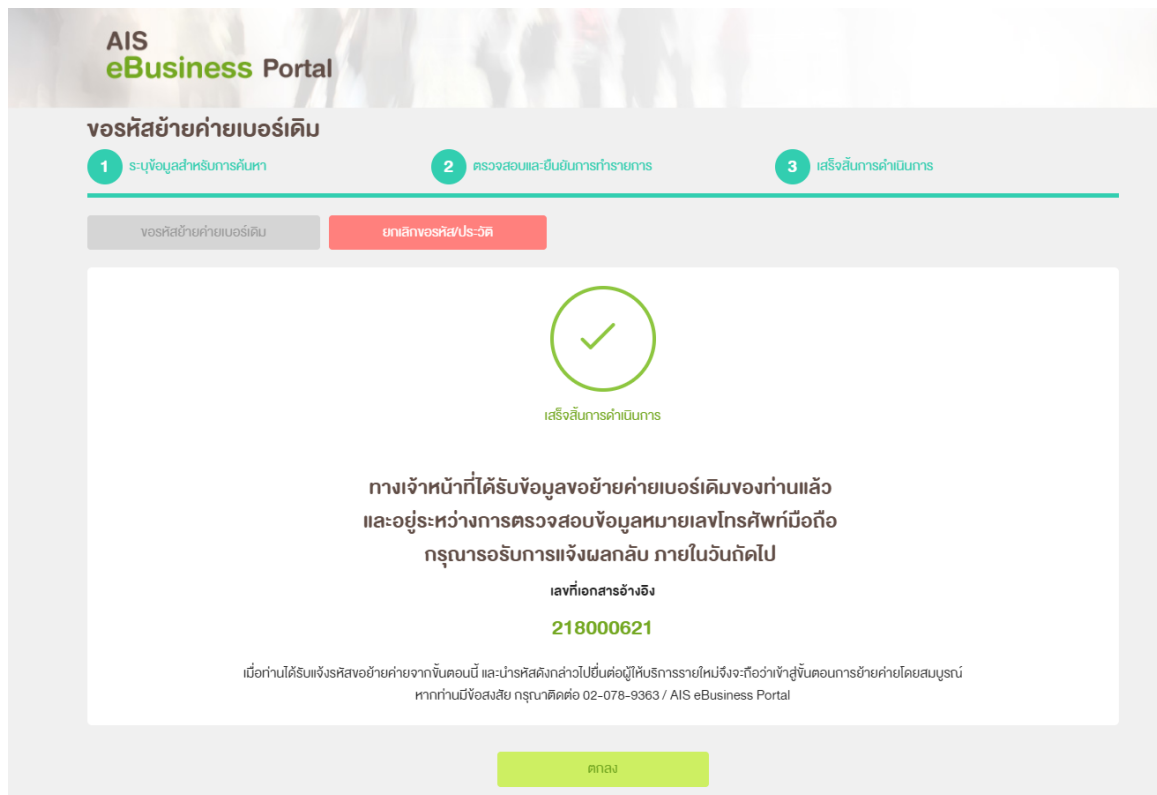 AIS
eBusiness Portal
ขอรหัสย้ายค่ายเบอร์เดิม
1 ระบุข้อมูลสำหรับการค้นหา
2 ตรวจสอบและยืนยันการทำรายการ
3 เสร็จสิ้นการดำเนินการ
ขอรหัสย้ายค่ายเบอร์เดิม
ยกเลิกขอรหัส/ประวัติ
เสร็จสิ้นการดำเนินการ
ทางเจ้าหน้าที่ได้รับข้อมูลขอย้ายค่ายเบอร์เดิมของท่านแล้ว
และอยู่ระหว่างการตรวจสอบข้อมูลหมายเลขโทรศัพท์มือถือ
กรุณารอรับการแจ้งผลกลับ ภายในวันถัดไป
เลขที่เอกสารอ้างอิง
218000621
เมื่อท่านได้รับแจ้งรหัสขอย้ายค่ายจากขั้นตอนนี้ และนำรหัสดังกล่าวไปยื่นต่อผู้ให้บริการรายใหม่จึงจะถือว่าเข้าสู่ขั้นตอนการย้ายค่ายโดยสมบูรณ์
หากท่านมีข้อสงสัย กรุณาติดต่อ 02-078-9363 / AIS eBusiness Portal
ตกลง